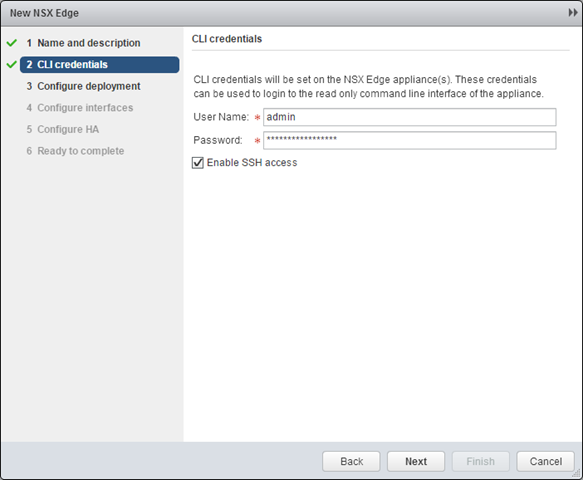 New NSX Edge
1 Name and description
2 CLI credentials
3 Configure deployment
4 Configure interfaces
5 Configure HA
6 Ready to complete
CLI credentials
CLI credentials will be set on the NSX Edge appliance(s). These credentials
can be used to login to the read only command line interface of the appliance.
User Name: * admin
Password: * *****************
Enable SSH access
Back Next Finish Cancel